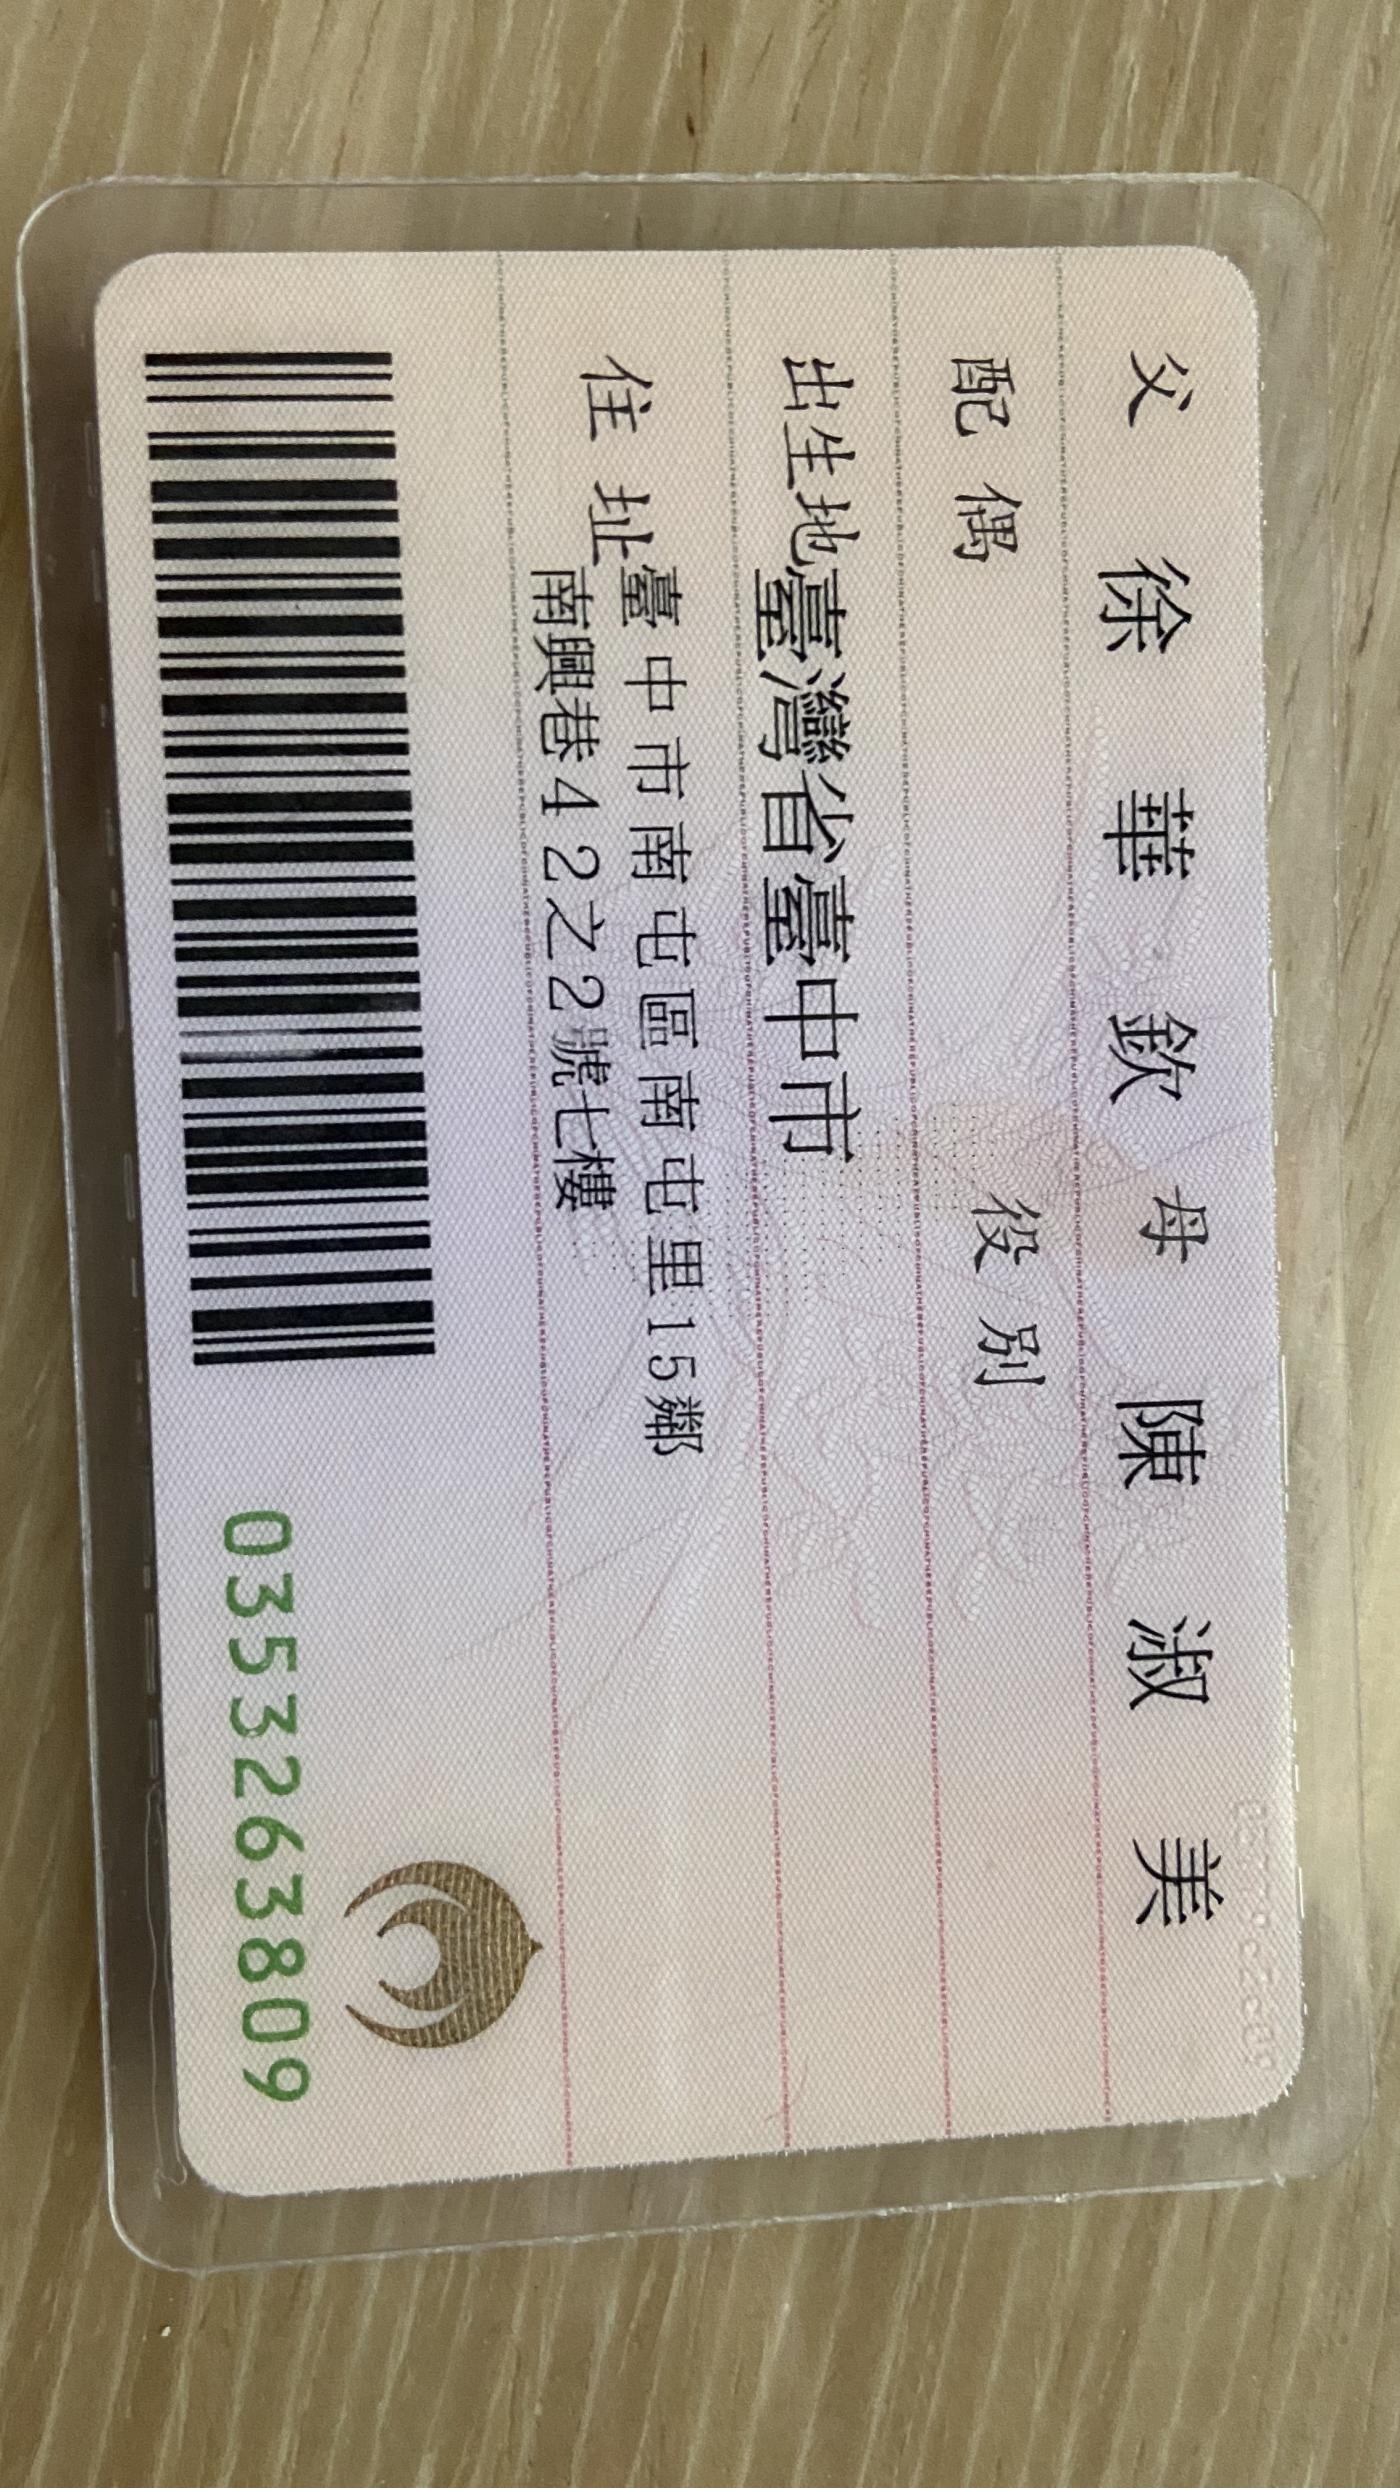 父 徐華欽 母 陳淑美
配偶 役別
出生地 臺灣省臺中市
住址 臺中市南屯區南屯里15鄰
南興巷42之2號七樓
0353263809